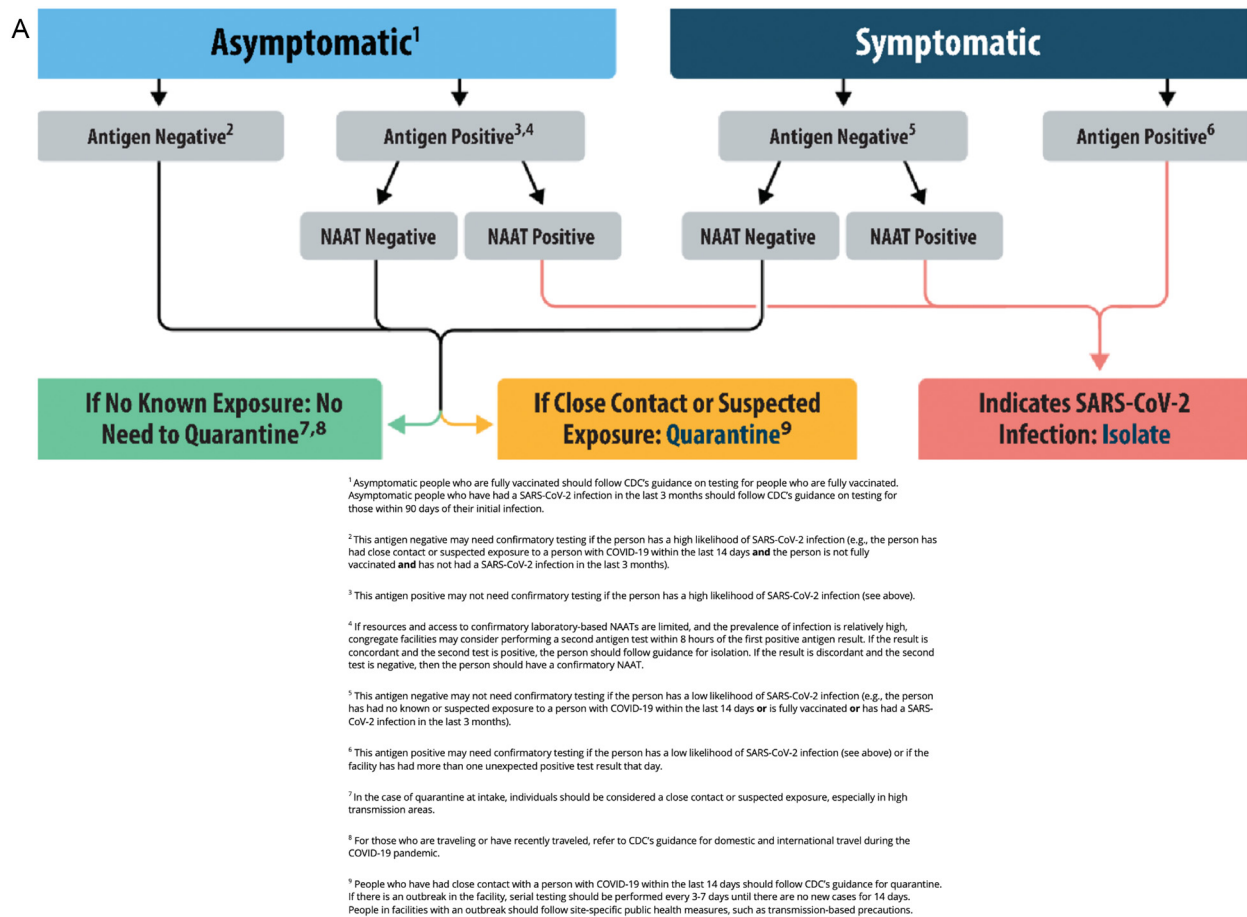 A
Asymptomatic¹
Symptomatic
Antigen Negative²
Antigen Positive³,⁴
Antigen Negative⁵
Antigen Positive⁶
NAAT Negative
NAAT Positive
NAAT Negative
NAAT Positive
If No Known Exposure: No
Need to Quarantine⁷,⁸
If Close Contact or Suspected
Exposure: Quarantine⁹
Indicates SARS-CoV-2
Infection: Isolate
¹ Asymptomatic people who are fully vaccinated should follow CDC's guidance on testing for people who are fully vaccinated.
Asymptomatic people who have had a SARS-CoV-2 infection in the last 3 months should follow CDC's guidance on testing for
those within 90 days of their initial infection.
² This antigen negative may need confirmatory testing if the person has a high likelihood of SARS-CoV-2 infection (e.g., the person has
had close contact or suspected exposure to a person with COVID-19 within the last 14 days and the person is not fully
vaccinated and has not had a SARS-CoV-2 infection in the last 3 months).
³ This antigen positive may not need confirmatory testing if the person has a high likelihood of SARS-CoV-2 infection (see above).
⁴ If resources and access to confirmatory laboratory-based NAATs are limited, and the prevalence of infection is relatively high,
congregate facilities may consider performing a second antigen test within 8 hours of the first positive antigen result. If the result is
concordant and the second test is positive, the person should follow guidance for isolation. If the result is discordant and the second
test is negative, then the person should have a confirmatory NAAT.
⁵ This antigen negative may not need confirmatory testing if the person has a low likelihood of SARS-CoV-2 infection (e.g., the person
has had no known or suspected exposure to a person with COVID-19 within the last 14 days or is fully vaccinated or has had a SARS-
CoV-2 infection in the last 3 months).
⁶ This antigen positive may need confirmatory testing if the person has a low likelihood of SARS-CoV-2 infection (see above) or if the
facility has had more than one unexpected positive test result that day.
⁷ In the case of quarantine at intake, individuals should be considered a close contact or suspected exposure, especially in high
transmission areas.
⁸ For those who are traveling or have recently traveled, refer to CDC's guidance for domestic and international travel during the
COVID-19 pandemic.
⁹ People who have had close contact with a person with COVID-19 within the last 14 days should follow CDC's guidance for quarantine.
If there is an outbreak in the facility, serial testing should be performed every 3-7 days until there are no new cases for 14 days.
People in facilities with an outbreak should follow site-specific public health measures, such as transmission-based precautions.